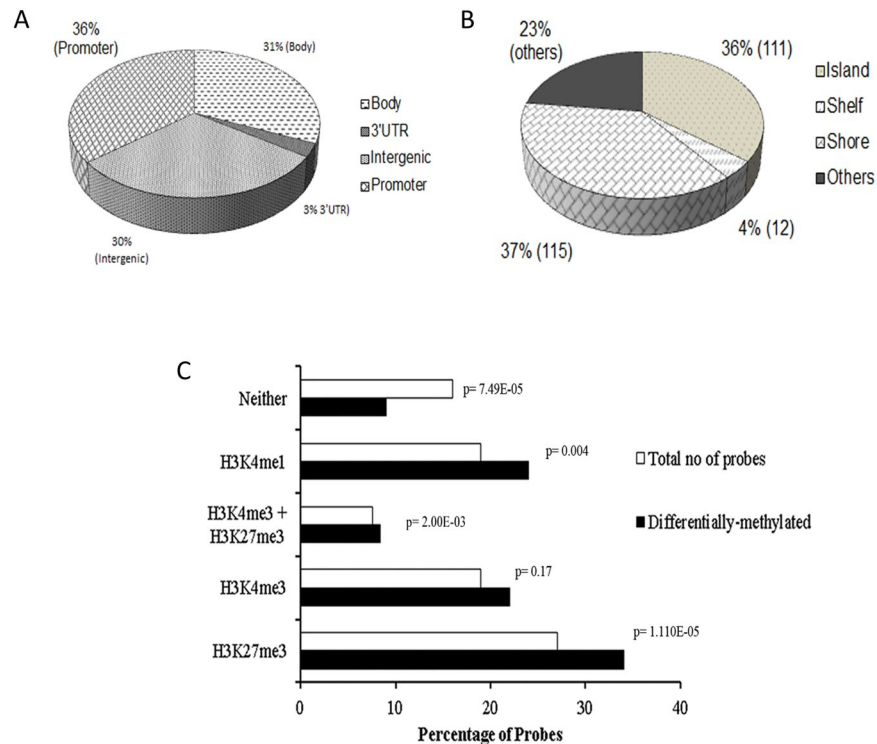 A
36%
(Promoter)
31% (Body)
Body
3'UTR
Intergenic
Promoter
3% 3'UTR)
30%
(Intergenic)
B
23%
(others)
36% (111)
Island
Shelf
Shore
Others
4% (12)
37% (115)
C
Neither
p= 7.49E-05
H3K4me1
p= 0.004
Total no of probes
H3K4me3 +
H3K27me3
p= 2.00E-03
Differentially-methylated
H3K4me3
p= 0.17
H3K27me3
p= 1.110E-05
0 10 20 30 40
Percentage of Probes